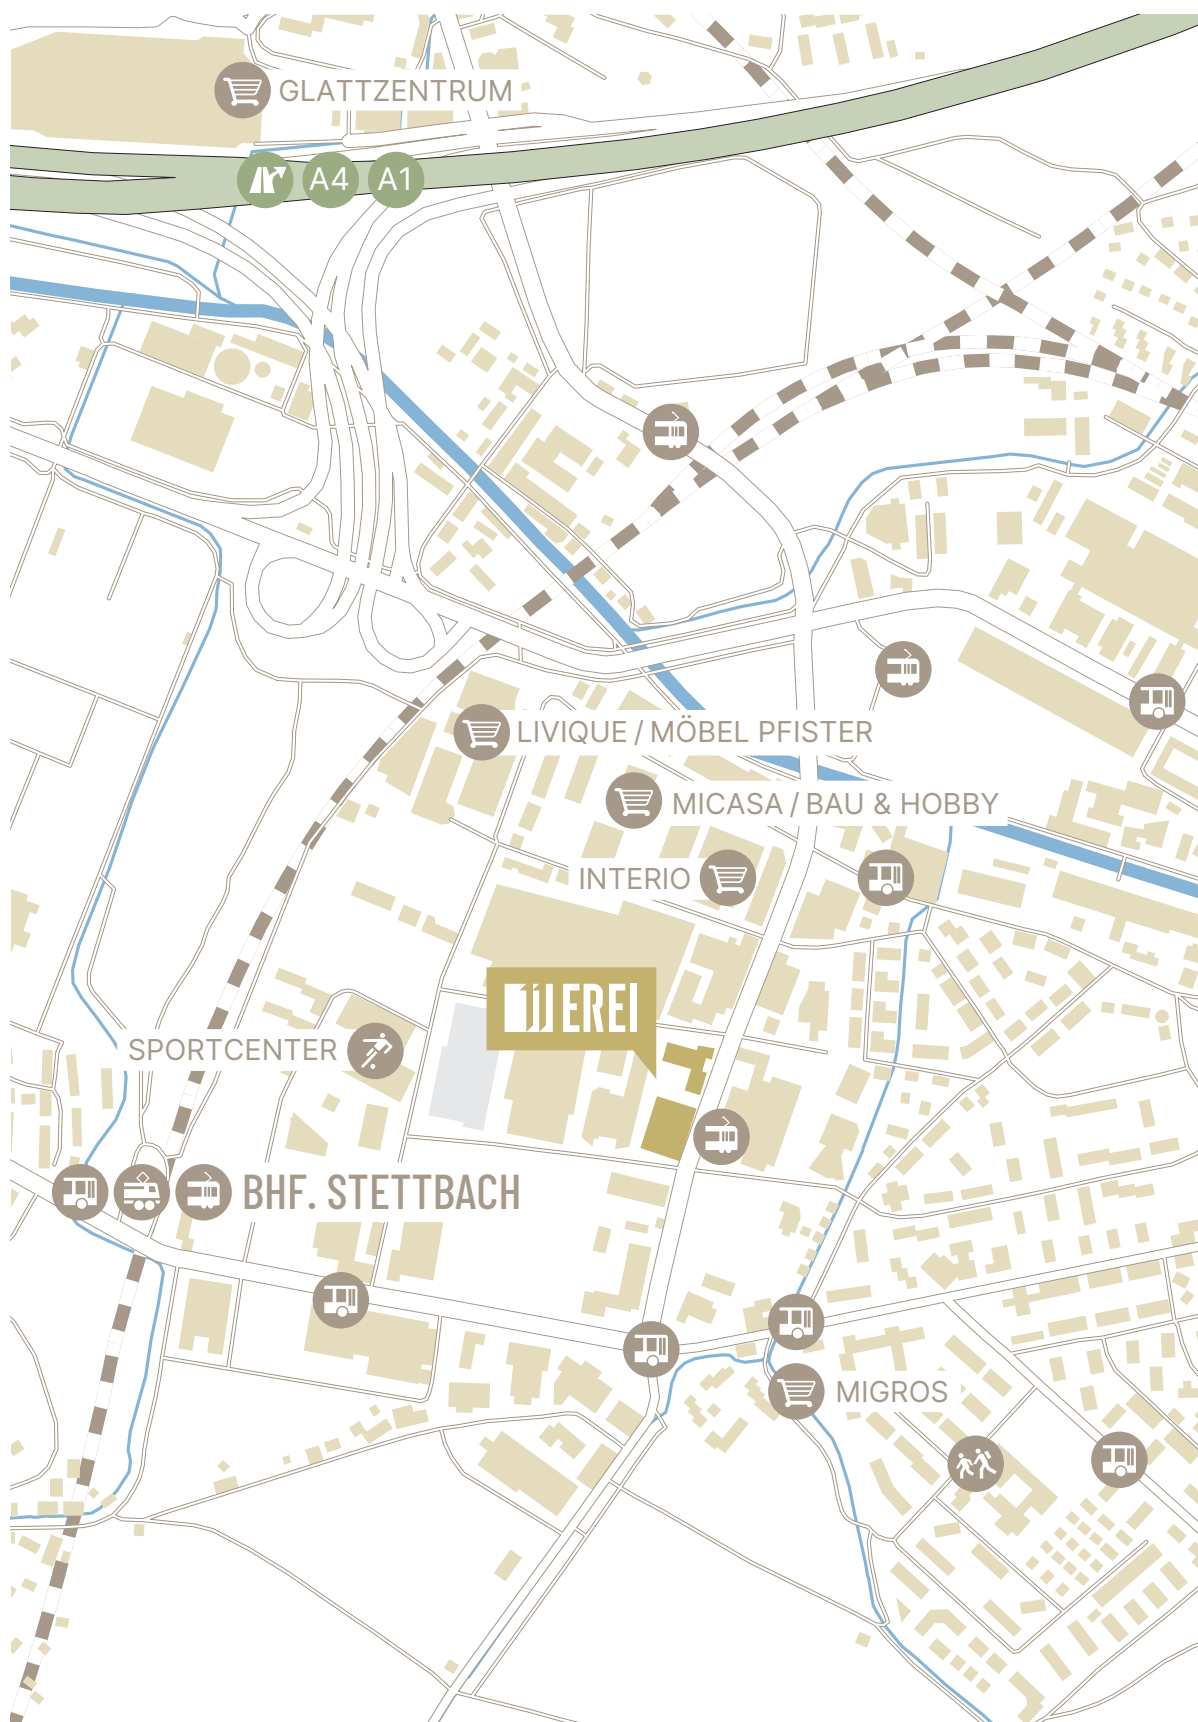 GLATTZENTRUM
A4 A1
LIVIQUE / MÖBEL PFISTER
MICASA / BAU & HOBBY
INTERIO
11EREI
SPORTCENTER
BHF. STETTBACH
MIGROS